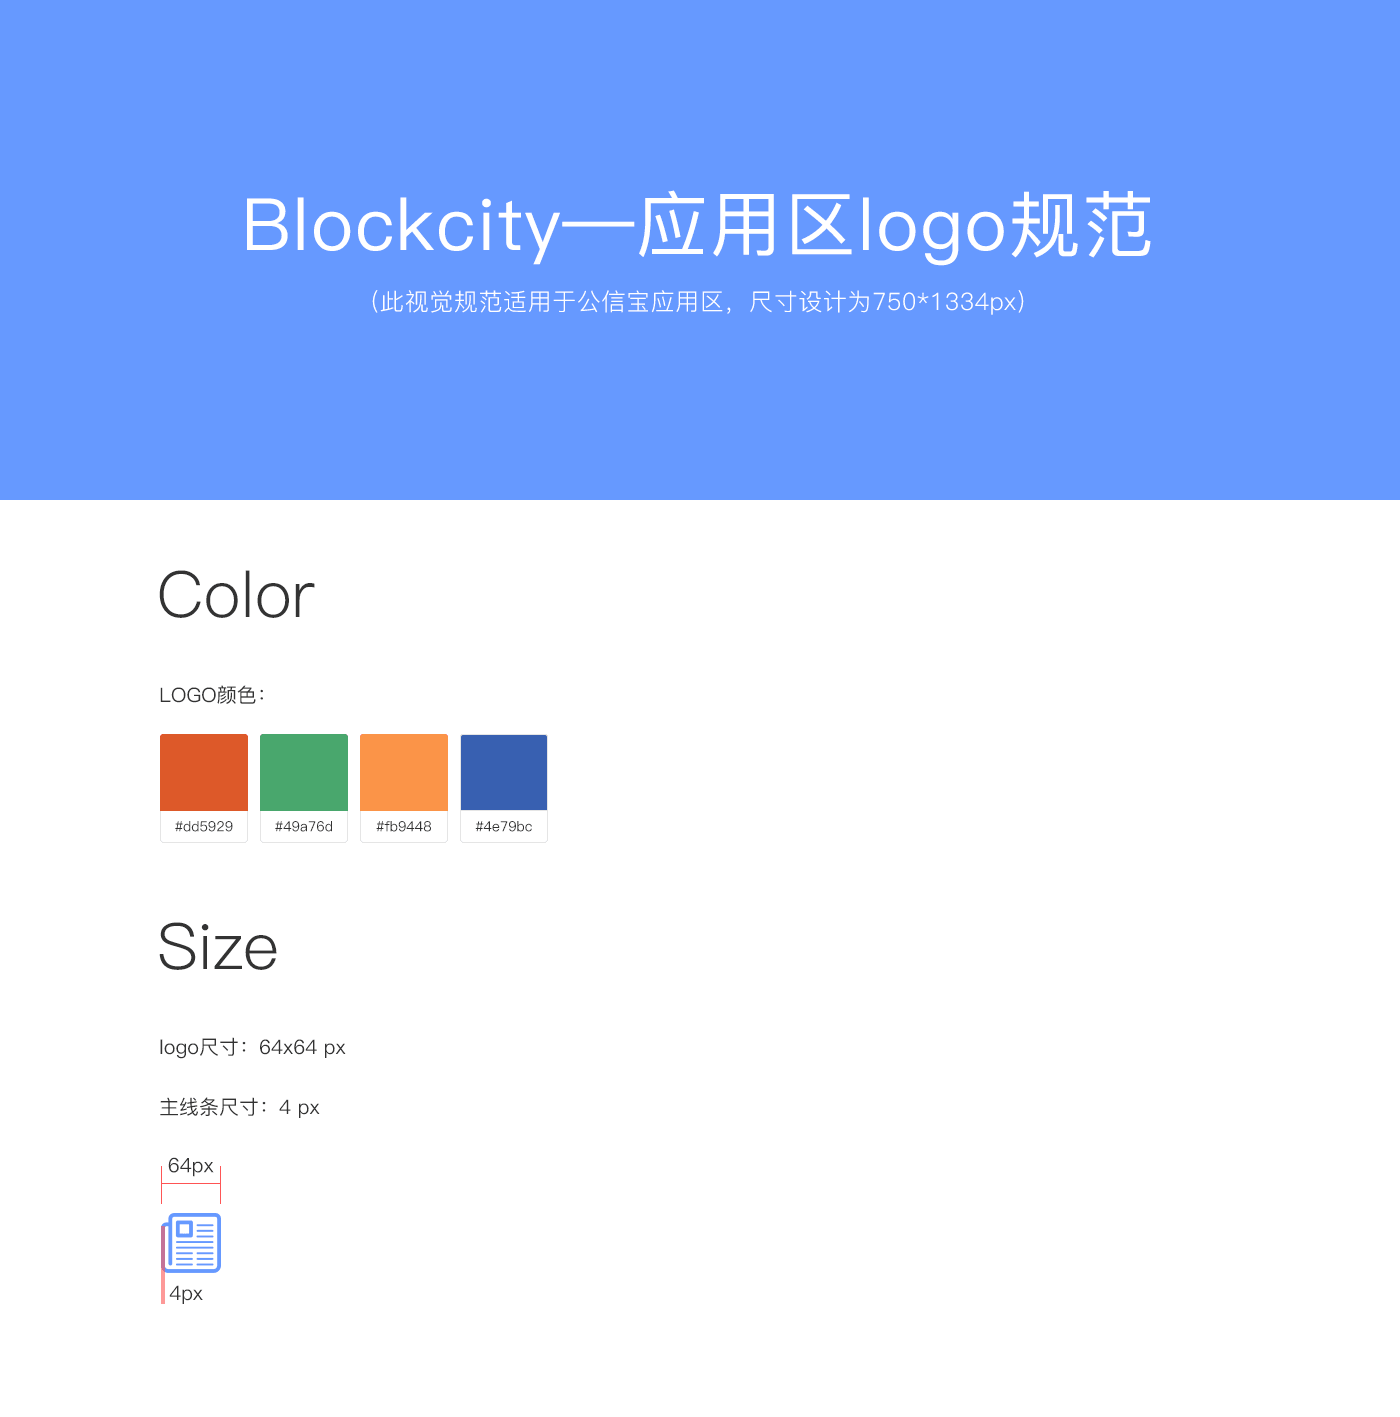 Blockcity—应用区logo规范
（此视觉规范适用于公信宝应用区，尺寸设计为750*1334px）
Color
LOGO颜色：
#dd5929 #49a76d #fb9448 #4e79bc
Size
logo尺寸：64x64 px
主线条尺寸：4 px
64px
4px